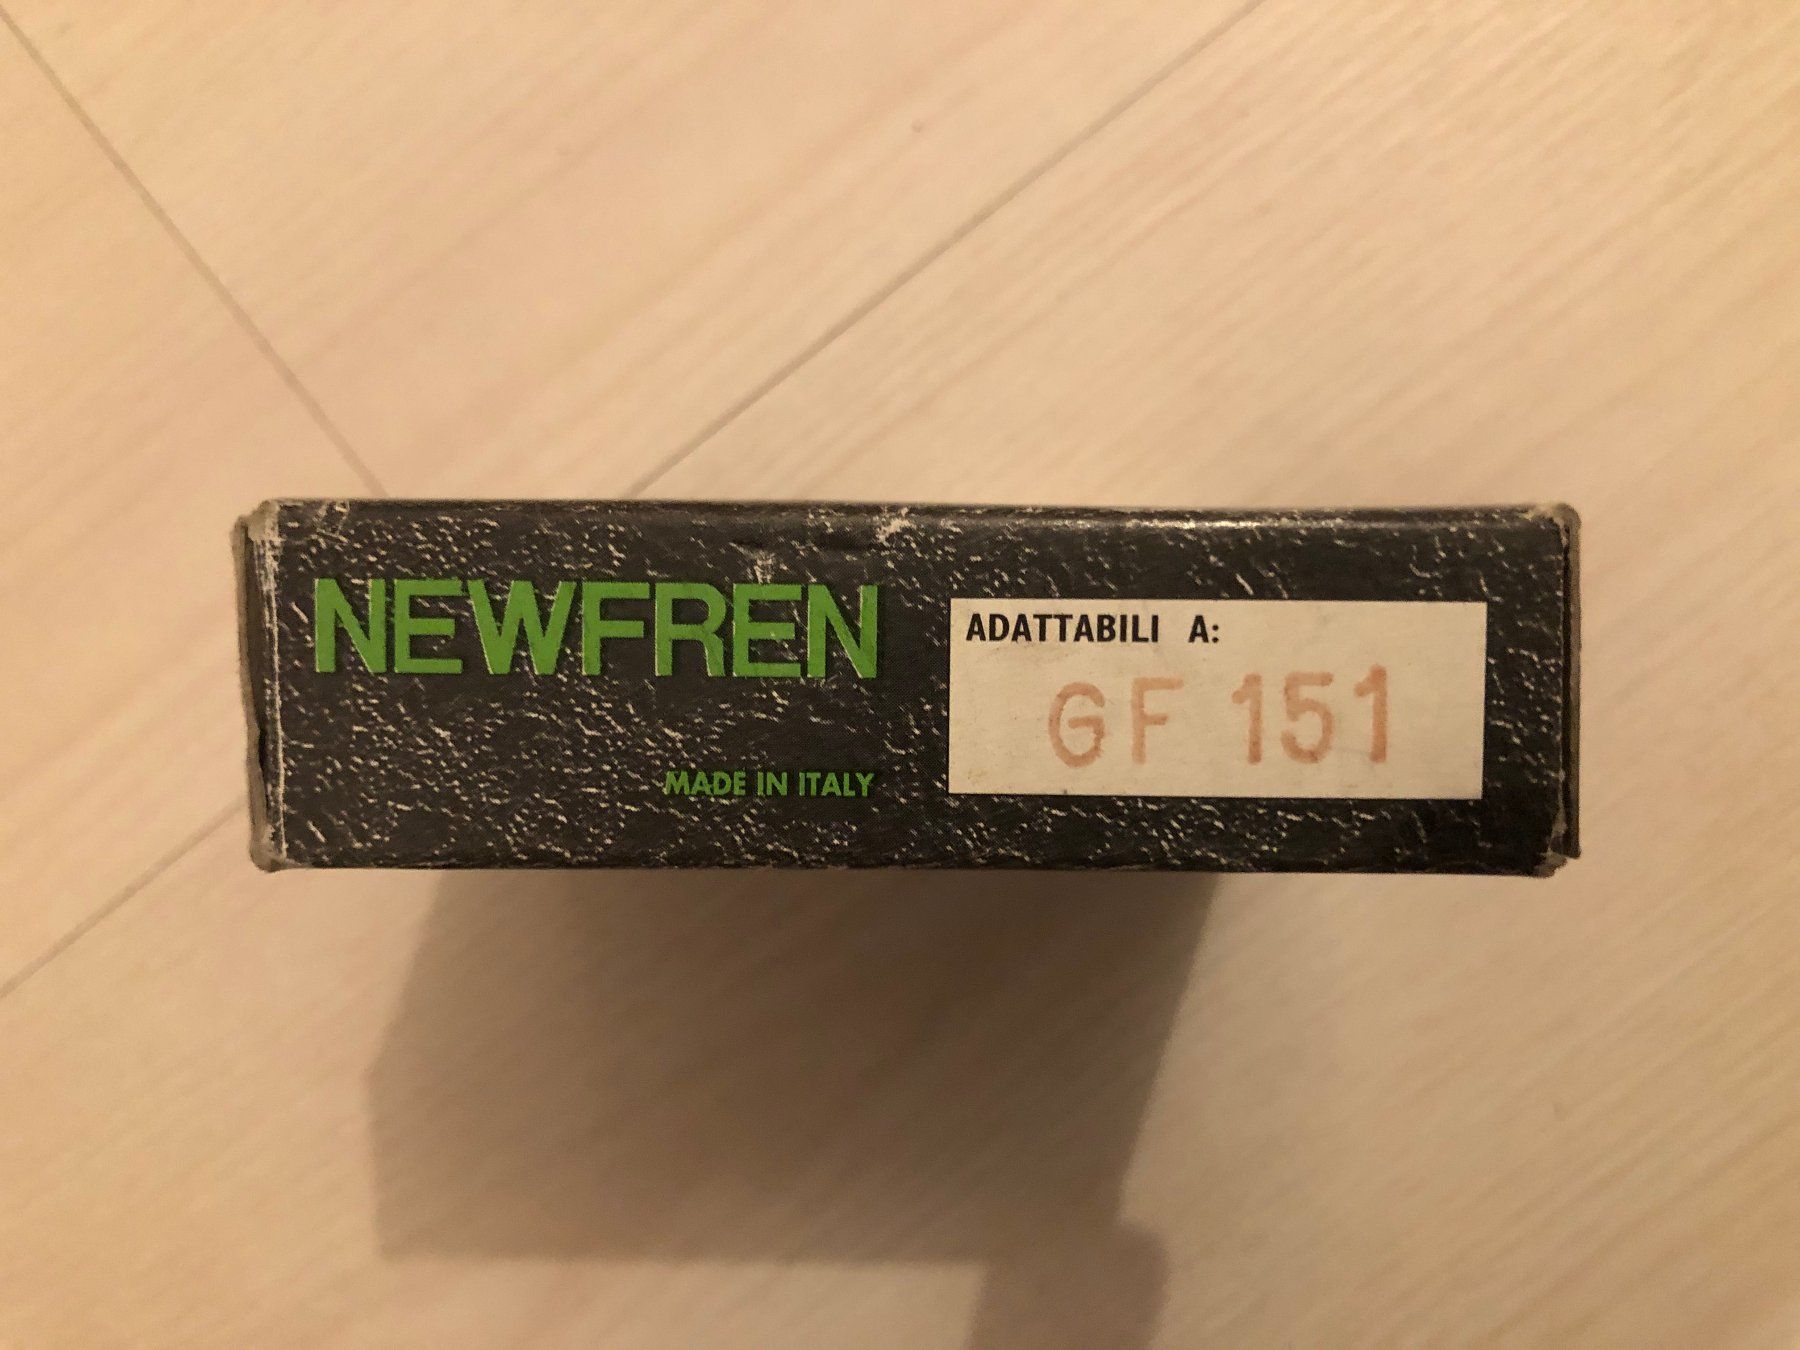 NEWFREN
MADE IN ITALY
ADATTABILI A:
GF 151